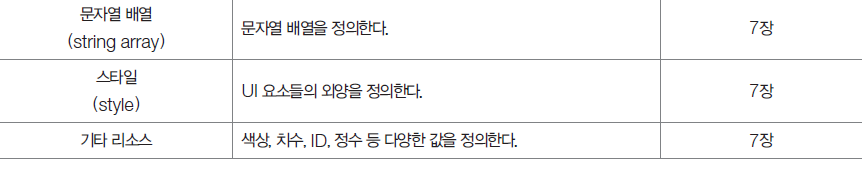 문자열 배열
(string array)
문자열 배열을 정의한다.
7장
스타일
(style)
UI 요소들의 외양을 정의한다.
7장
기타 리소스
색상, 차수, ID, 정수 등 다양한 값을 정의한다.
7장